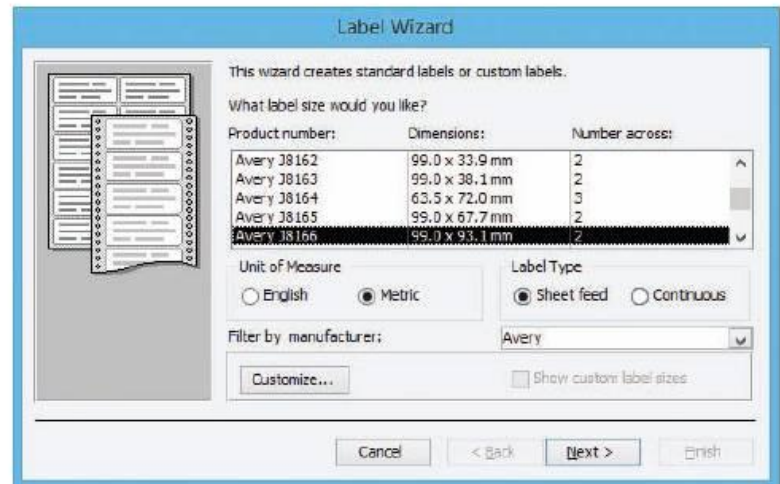 Label Wizard
This wizard creates standard labels or custom labels.
What label size would you like?
Product number: Dimensions: Number across:
Avery J8162 99.0 x 33.9 mm 2
Avery J8163 99.0 x 38.1 mm 2
Avery J8164 63.5 x 72.0 mm 3
Avery J8165 99.0 x 67.7 mm 2
Avery J8166 99.0 x 93.1 mm 2
Unit of Measure Label Type
English Metric Sheet feed Continuous
Filter by manufacturer: Avery
Customize... Show custom label sizes
Cancel < Back Next > Finish